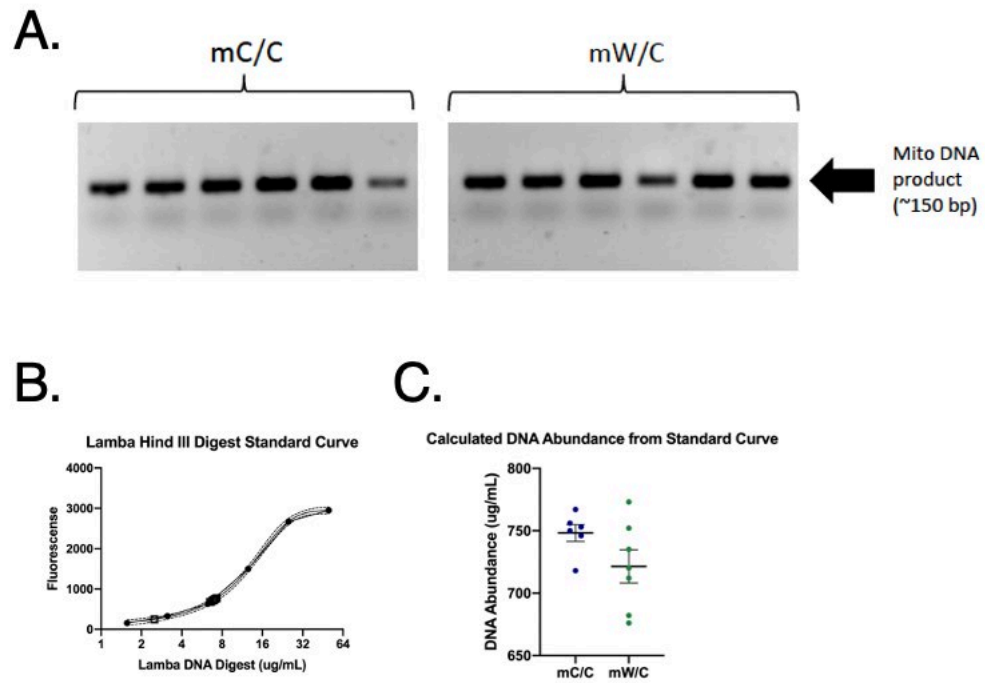 A.
mC/C
mW/C
Mito DNA
product
(~150 bp)
B.
Lamba Hind III Digest Standard Curve
Fluorescense
4000
3000
2000
1000
0
1 2 4 8 16 32 64
Lamba DNA Digest (ug/mL)
C.
Calculated DNA Abundance from Standard Curve
DNA Abundance (ug/mL)
800
750
700
650
mC/C mW/C